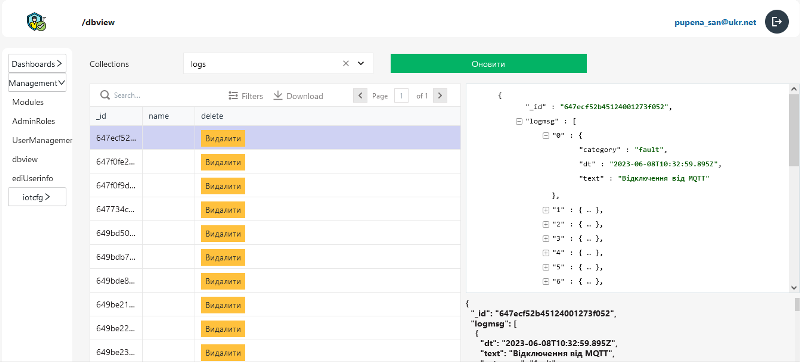 /dbview
pupena_san@ukr.net
Dashboards
Management
Modules
AdminRoles
UserManagemen
dbview
ediUserinfo
iotcfg
Collections
logs
Оновити
Search...
Filters
Download
Page 1 of 1
_id name delete
647ecf52... Видалити
647f0fe2... Видалити
647f0f9d... Видалити
647734c... Видалити
649bd50... Видалити
649bdb7... Видалити
649bde8... Видалити
649be21... Видалити
649be22... Видалити
649be23... Видалити
{
"_id" : "647ecf52b45124001273f052",
"logmsg" : [
"0" : {
"category" : "fault",
"dt" : "2023-06-08T10:32:59.895Z",
"text" : "Відключення від MQTT"
},
"1" : { … },
"2" : { … },
"3" : { … },
"4" : { … },
"5" : { … },
"6" : { … },
{
"_id": "647ecf52b45124001273f052",
"logmsg": [
{
"dt": "2023-06-08T10:32:59.895Z",
"text": "Відключення від MQTT",